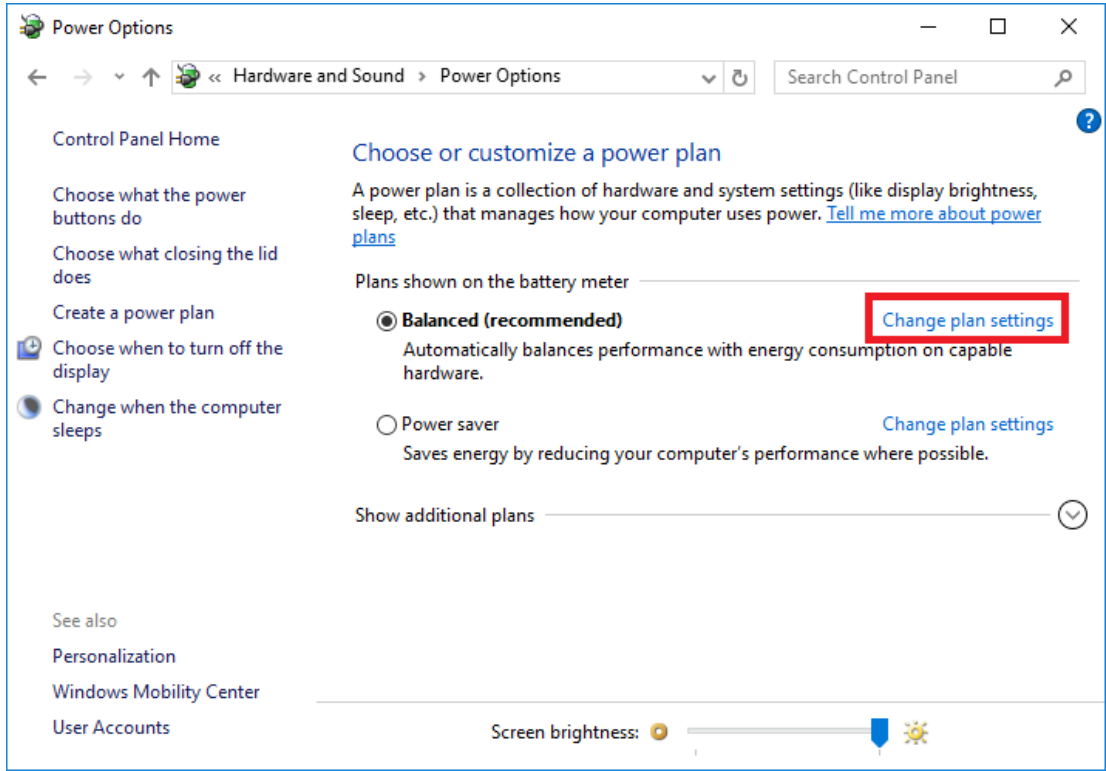 Power Options
« Hardware and Sound › Power Options
Search Control Panel
?
Control Panel Home
Choose what the power
buttons do
Choose what closing the lid
does
Create a power plan
Choose when to turn off the
display
Change when the computer
sleeps
See also
Personalization
Windows Mobility Center
User Accounts
Choose or customize a power plan
A power plan is a collection of hardware and system settings (like display brightness,
sleep, etc.) that manages how your computer uses power. Tell me more about power
plans
Plans shown on the battery meter
Balanced (recommended)
Change plan settings
Automatically balances performance with energy consumption on capable
hardware.
Power saver
Change plan settings
Saves energy by reducing your computer's performance where possible.
Show additional plans
Screen brightness: